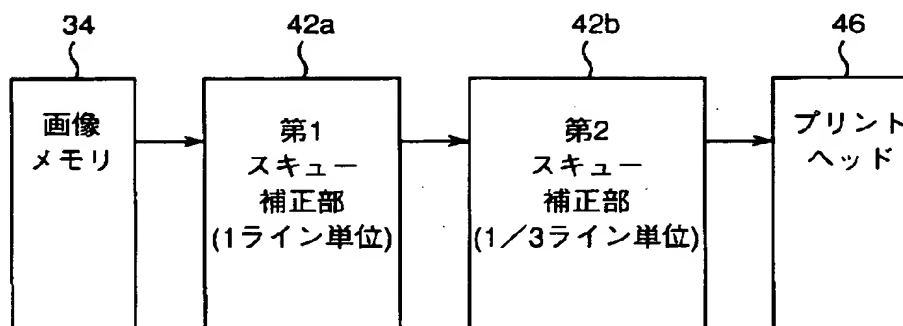 34
42a
42b
46
画像
メモリ
第1
スキュー
補正部
(1ライン単位)
第2
スキュー
補正部
(1／3ライン単位)
プリント
ヘッド